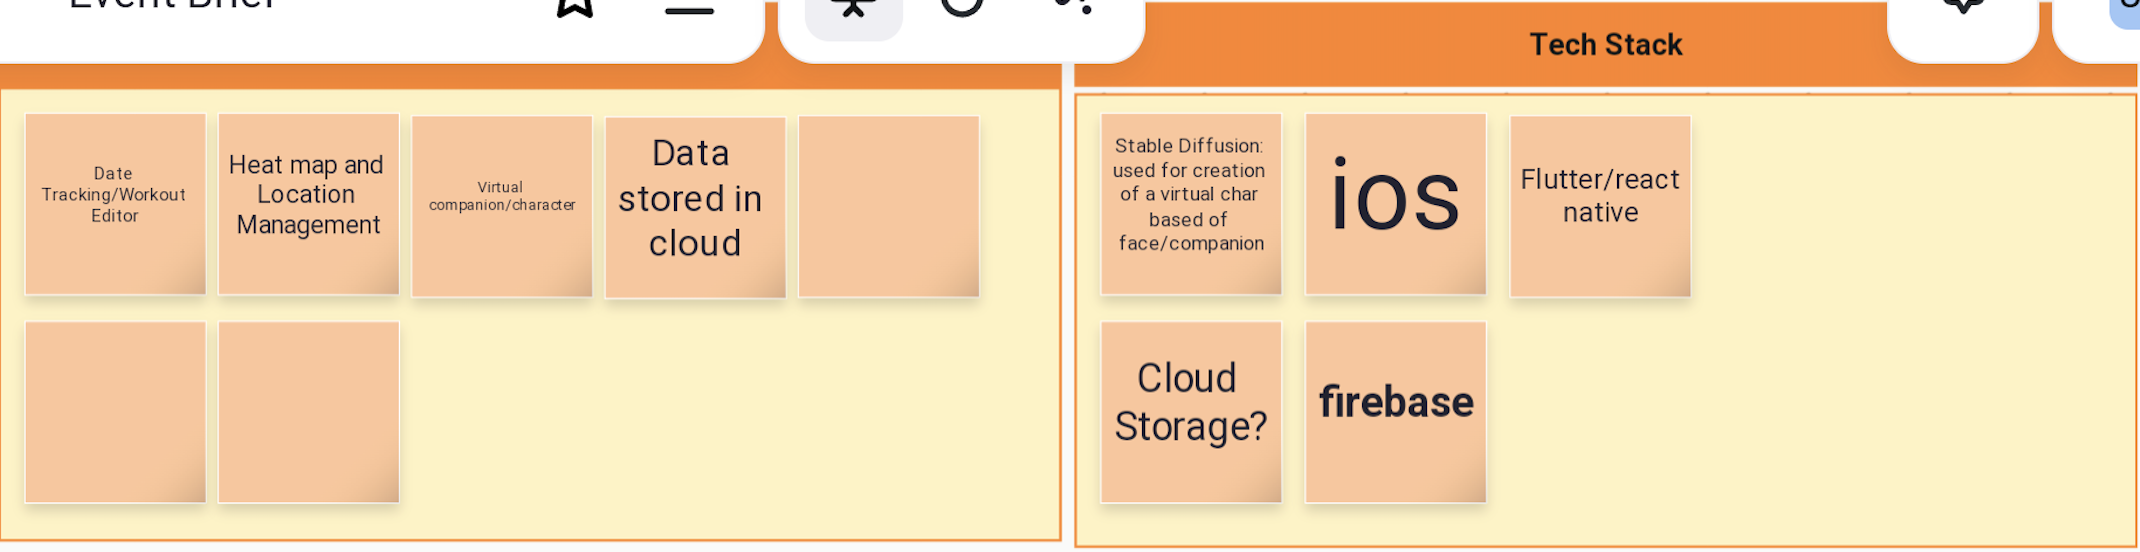 Event Brief
Tech Stack
Date
Tracking/Workout
Editor
Heat map and
Location
Management
Virtual
companion/character
Data
stored in
cloud
Stable Diffusion:
used for creation
of a virtual char
based of
face/companion
ios
Flutter/react
native
Cloud
Storage?
firebase